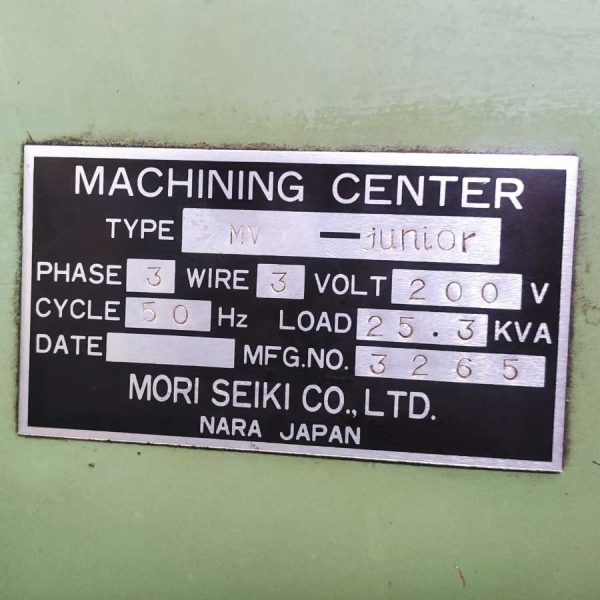 MACHINING CENTER
TYPE MV — junior
PHASE 3 WIRE 3 VOLT 200 V
CYCLE 50 Hz LOAD 25.3 KVA
DATE MFG.NO. 3265
MORI SEIKI CO., LTD.
NARA JAPAN